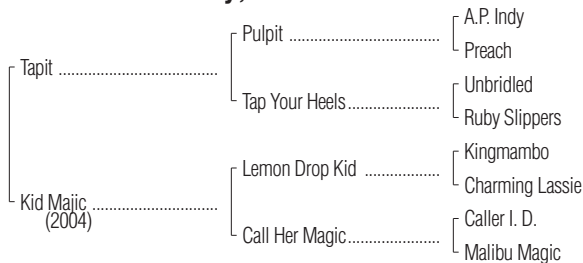 A.P. Indy
Pulpit
Preach
Tapit
Unbridled
Tap Your Heels
Ruby Slippers
Kingmambo
Lemon Drop Kid
Charming Lassie
Kid Majic
(2004)
Caller I. D.
Call Her Magic
Malibu Magic